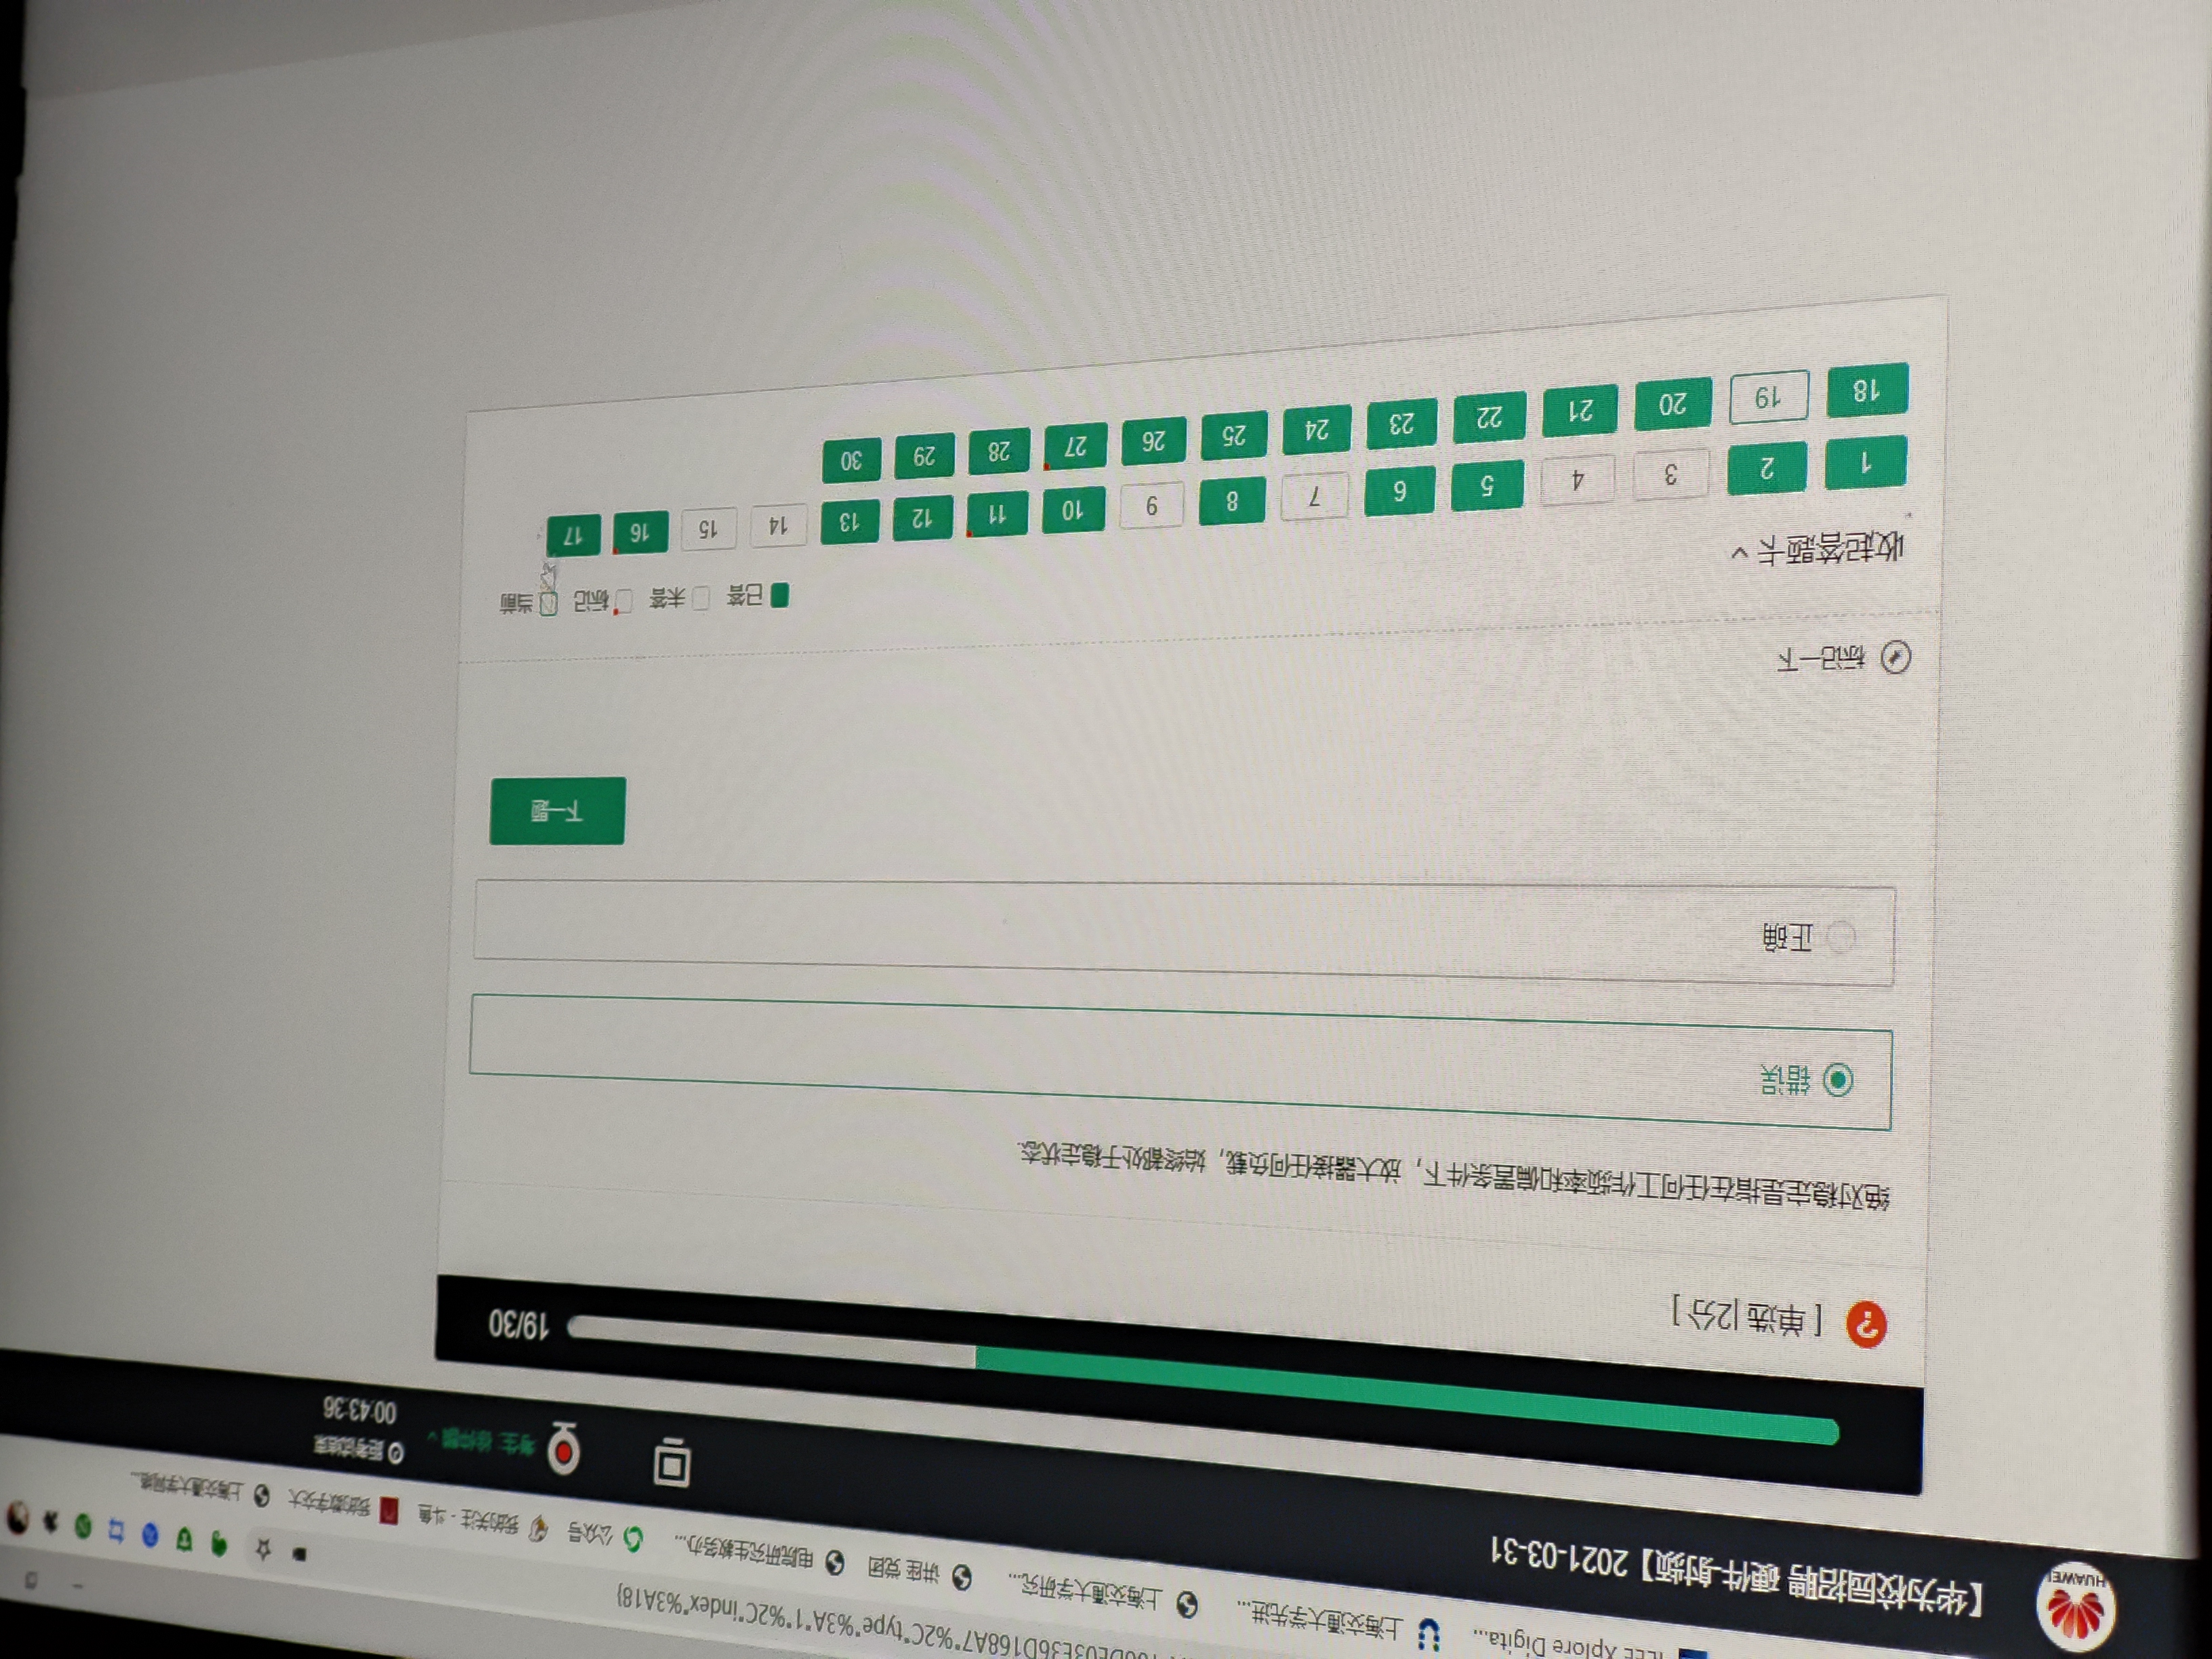 "%2C"type"%3A"1"%2C"index"%3A18}
IEEE Xplore Digita...
上海交通大学先进...
上海交通大学研究...
讲座 党团
电院研究生教务办...
公众号
我的关注 - 斗鱼
我的数字交大
上海交通大学网络...
HUAWEI
【华为校园招聘 硬件-射频】2021-03-31
考生:
距考试结束
00:43:36
19/30
?
[ 单选 |2分 ]
绝对稳定是指在任何工作频率和偏置条件下，放大器接任何负载，始终都处于稳定状态.
错误
正确
下一题
标记一下
已答 未答 标记 当前
收起答题卡
1 2 3 4 5 6 7 8 9 10 11 12 13 14 15 16 17
18 19 20 21 22 23 24 25 26 27 28 29 30